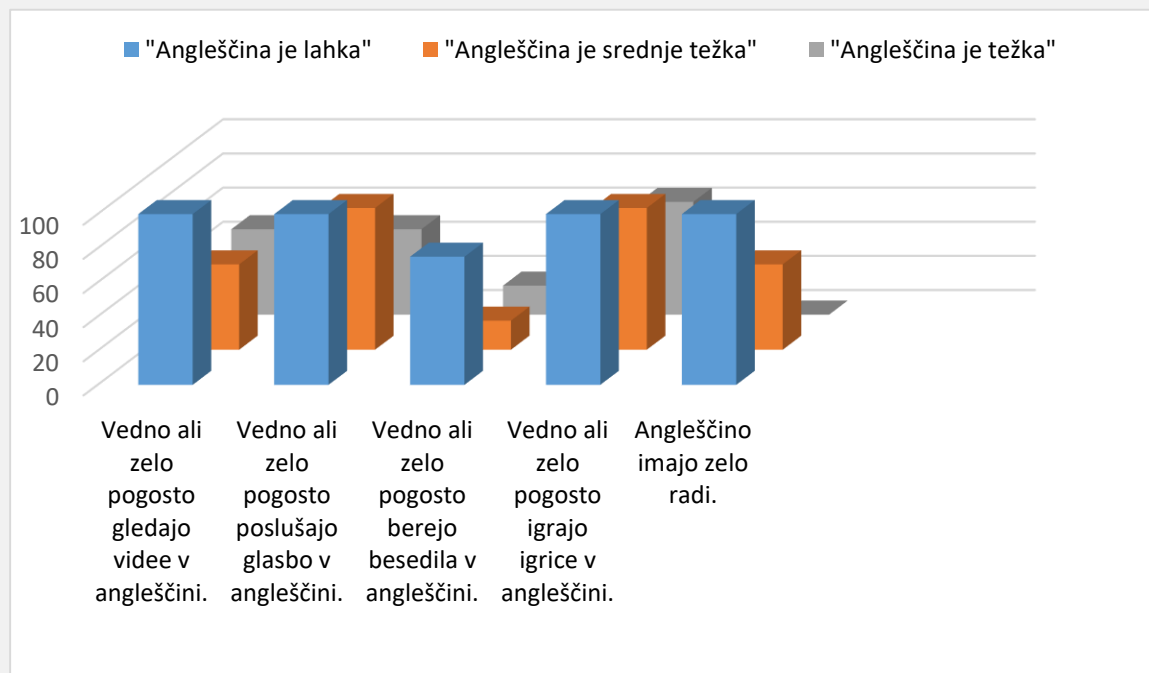 "Angleščina je lahka" "Angleščina je srednje težka" "Angleščina je težka"
100
80
60
40
20
0
Vedno ali
zelo
pogosto
gledajo
videe v
angleščini.
Vedno ali
zelo
pogosto
poslušajo
glasbo v
angleščini.
Vedno ali
zelo
pogosto
berejo
besedila v
angleščini.
Vedno ali
zelo
pogosto
igrajo
igrice v
angleščini.
Angleščino
imajo zelo
radi.